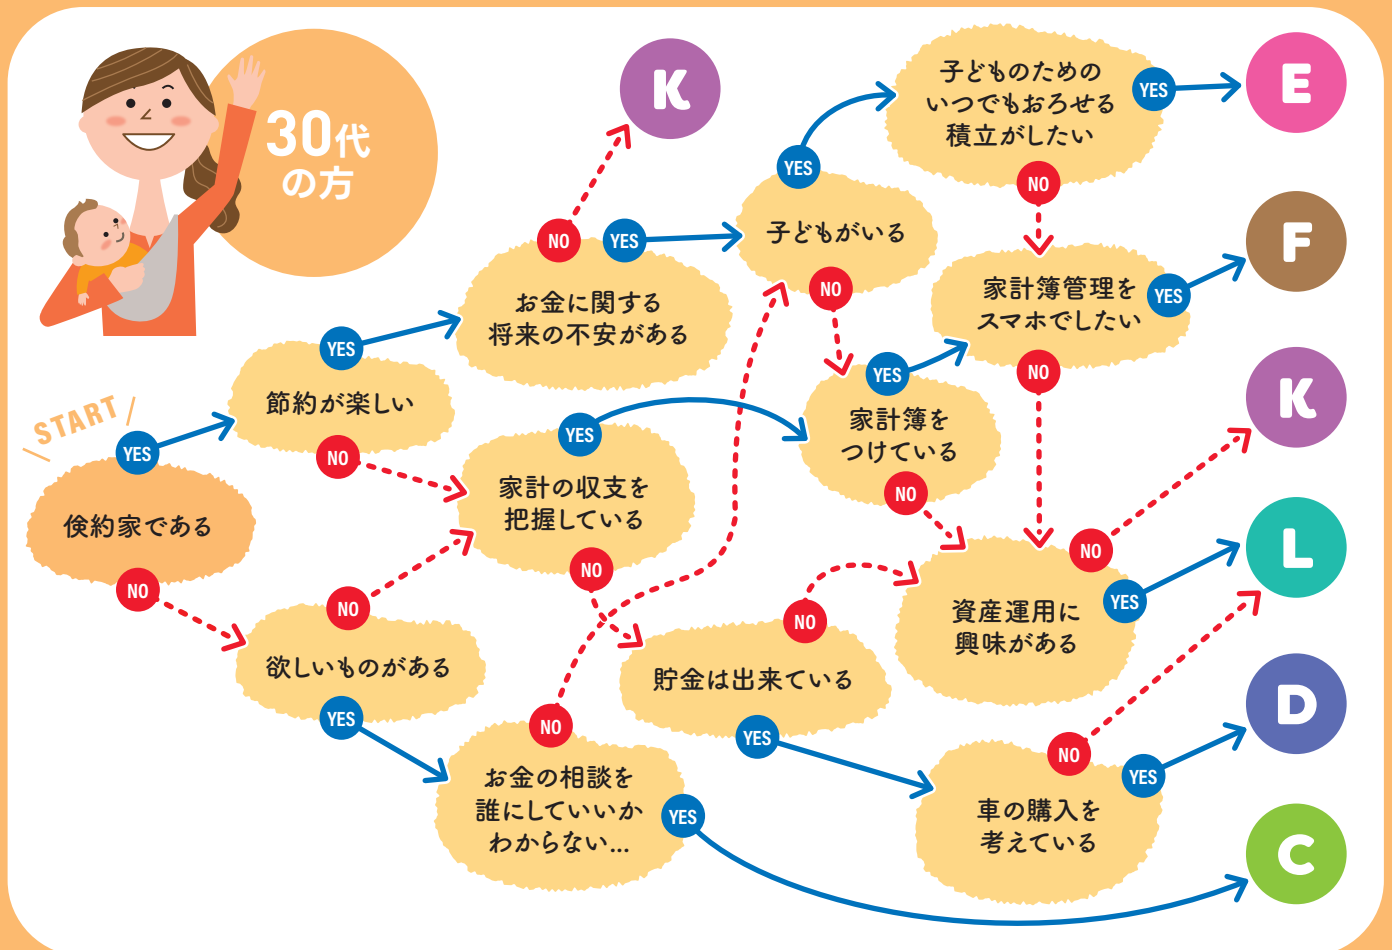 30代
の方
START
倹約家である
YES
NO
節約が楽しい
YES
NO
欲しいものがある
NO
YES
お金に関する
将来の不安がある
NO
YES
K
家計の収支を
把握している
YES
NO
お金の相談を
誰にしていいか
わからない…
NO
YES
子どもがいる
YES
NO
家計簿を
つけている
YES
NO
貯金は出来ている
NO
YES
子どものための
いつでもおろせる
積立がしたい
YES
NO
家計簿管理を
スマホでしたい
YES
NO
資産運用に
興味がある
NO
YES
車の購入を
考えている
NO
YES
E
F
K
L
D
C